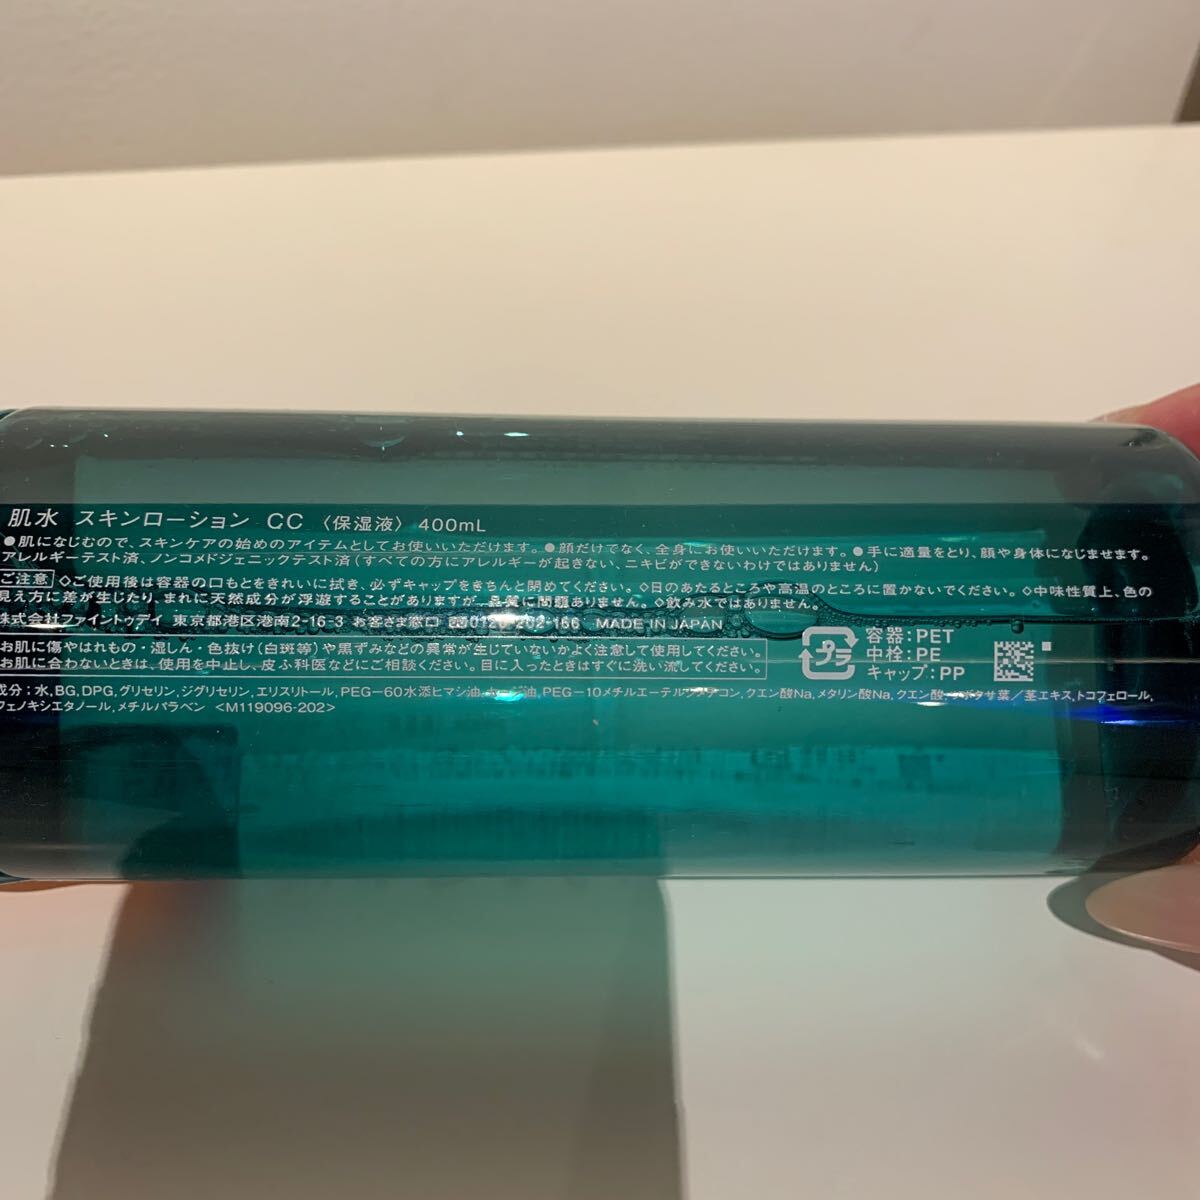 肌水 スキンローション CC 〈保湿液〉 400mL
●肌になじむので、スキンケアの始めのアイテムとしてお使いいただけます。●顔だけでなく、全身にお使いいただけます。●手に適量をとり、顔や身体になじませます。
アレルギーテスト済、ノンコメドジェニックテスト済(すべての方にアレルギーが起きない、ニキビができないわけではありません)
ご注意 ◇ご使用後は容器の口もとをきれいに拭き、必ずキャップをきちんと閉めてください。◇日のあたるところや高温のところに置かないでください。◇中味性質上、色の
見え方に差が生じたり、まれに天然成分が浮遊することがありますが、品質に問題ありません。◇飲み水ではありません。
株式会社ファイントゥデイ 東京都港区港南2-16-3 お客さま窓口 MADE IN JAPAN
お肌に傷やはれもの・湿しん・色抜け(白斑等)や黒ずみなどの異常が生じていないかよく注意して使用してください。
お肌に合わないときは、使用を中止し、皮ふ科医などにご相談ください。目に入ったときはすぐに洗い流してください。
プラ
容器:PET
中栓:PE
キャップ:PP
成分:水,BG,DPG,グリセリン,ジグリセリン,エリスリトール,PEG-60水添ヒマシ油,PEG-10メチルエーテル,クエン酸Na,メタリン酸Na,クエン酸,葉/茎エキス,トコフェロール,
フェノキシエタノール,メチルパラベン <M119096-202>